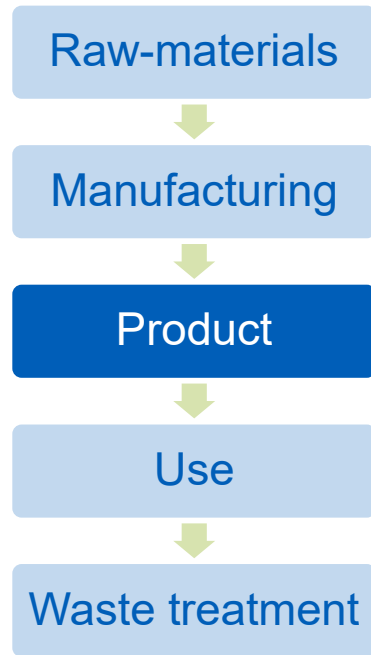 Raw-materials
Manufacturing
Product
Use
Waste treatment